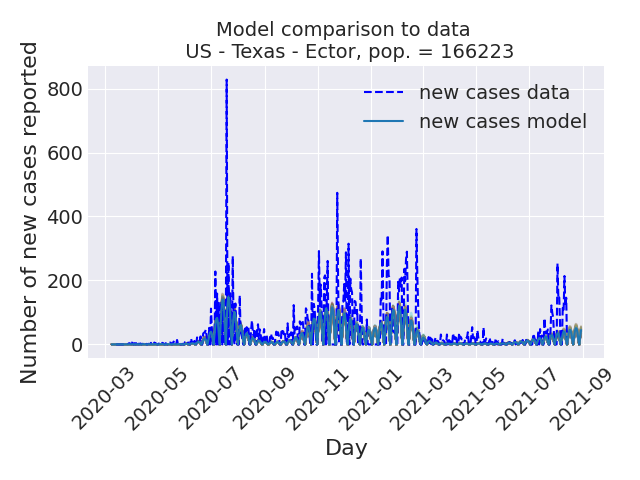 Model comparison to data
US - Texas - Ector, pop. = 166223
Number of new cases reported
800
600
400
200
0
new cases data
new cases model
2020-03
2020-05
2020-07
2020-09
2020-11
2021-01
2021-03
2021-05
2021-07
2021-09
Day